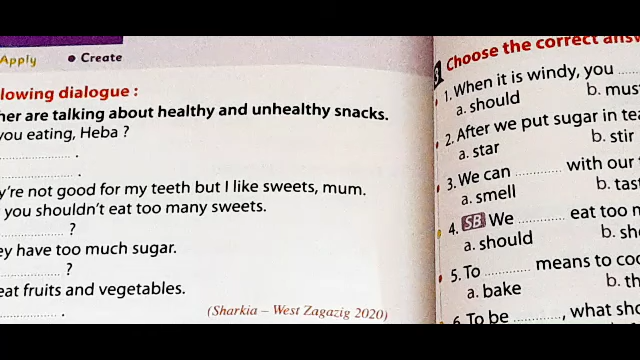 Apply • Create
lowing dialogue :
her are talking about healthy and unhealthy snacks.
you eating, Heba ?
.................... .
.................... .
y're not good for my teeth but I like sweets, mum.
you shouldn't eat too many sweets.
.................... ?
ey have too much sugar.
.................... ?
eat fruits and vegetables.
.................... .
(Sharkia – West Zagazig 2020)
Choose the correct answ
1. When it is windy, you ......
a. should b. mus
2. After we put sugar in tea
a. star b. stir
3. We can ............ with our
a. smell b. tas
4. SB We ............ eat too m
a. should b. sh
5. To ............ means to coo
a. bake b. th
6. To be ............ , what sho